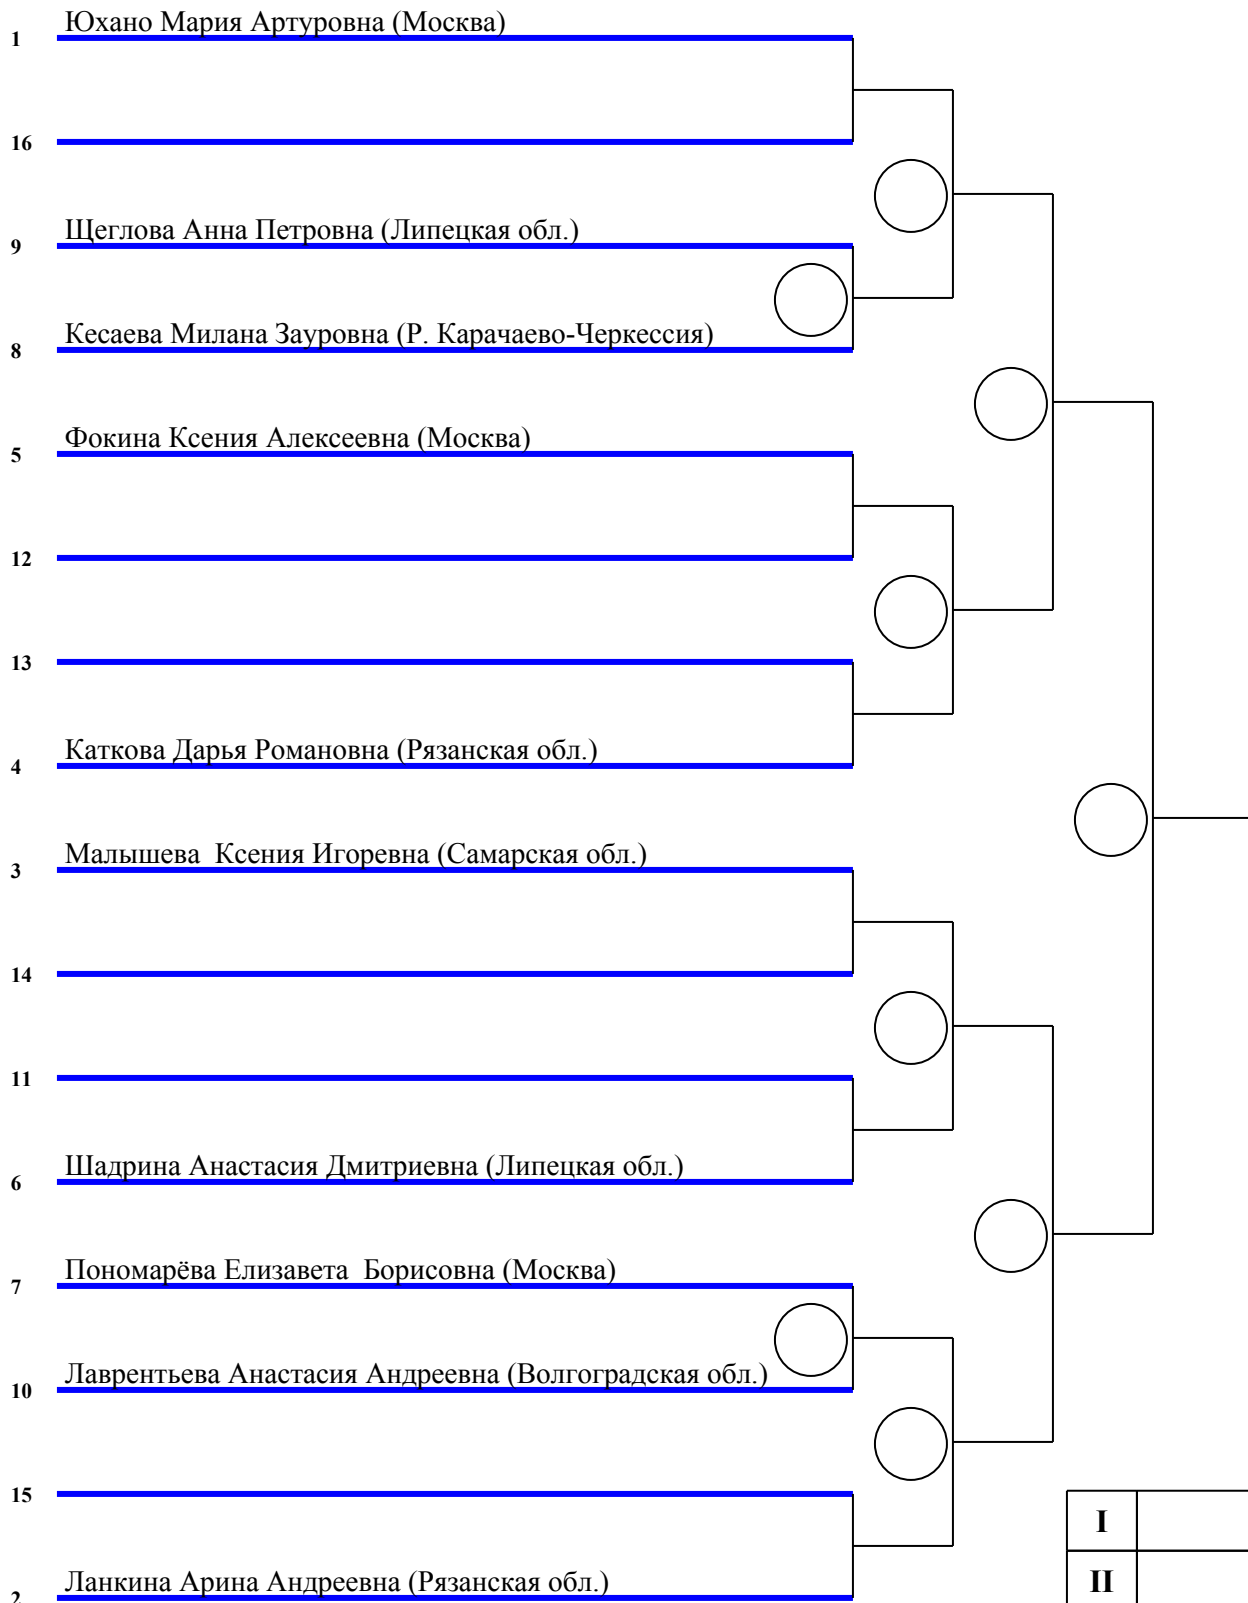 1 Юхано Мария Артуровна (Москва)
16
9 Щеглова Анна Петровна (Липецкая обл.)
8 Кесаева Милана Зауровна (Р. Карачаево-Черкессия)
5 Фокина Ксения Алексеевна (Москва)
12
13
4 Каткова Дарья Романовна (Рязанская обл.)
3 Малышева  Ксения Игоревна (Самарская обл.)
14
11
6 Шадрина Анастасия Дмитриевна (Липецкая обл.)
7 Пономарёва Елизавета  Борисовна (Москва)
10 Лаврентьева Анастасия Андреевна (Волгоградская обл.)
15
I
2 Ланкина Арина Андреевна (Рязанская обл.)
II